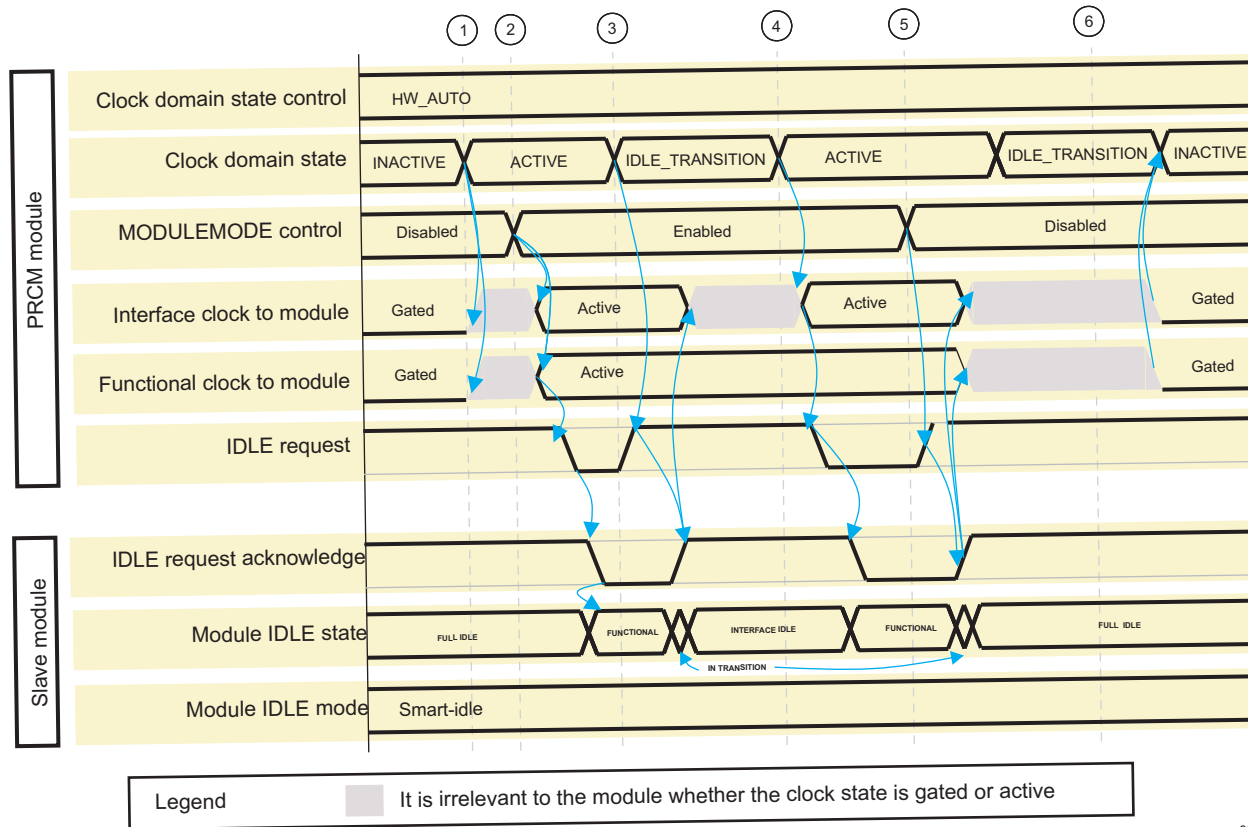 1 2 3 4 5 6
PRCM module
Clock domain state control HW_AUTO
Clock domain state INACTIVE ACTIVE IDLE_TRANSITION ACTIVE IDLE_TRANSITION INACTIVE
MODULEMODE control Disabled Enabled Disabled
Interface clock to module Gated Active Active Gated
Functional clock to module Gated Active Gated
IDLE request
Slave module
IDLE request acknowledge
Module IDLE state FULL IDLE FUNCTIONAL INTERFACE IDLE FUNCTIONAL FULL IDLE
IN TRANSITION
Module IDLE mode Smart-idle
Legend It is irrelevant to the module whether the clock state is gated or active